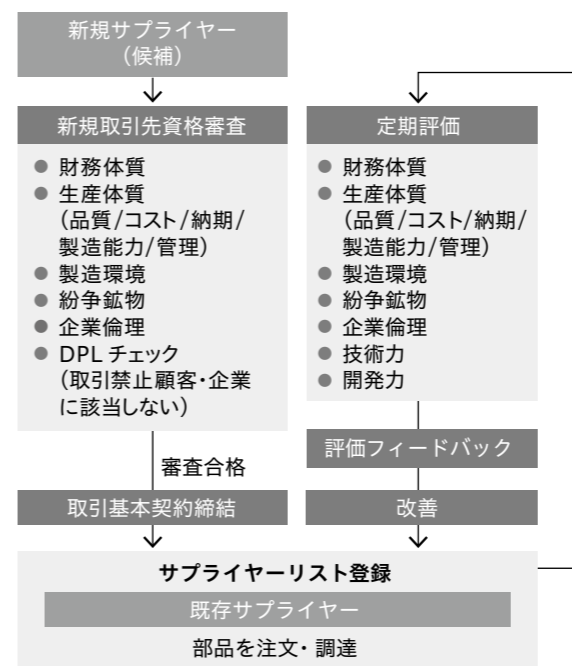 新規サプライヤー
(候補)
新規取引先資格審査
● 財務体質
● 生産体質
(品質/コスト/納期/
製造能力/管理)
● 製造環境
● 紛争鉱物
● 企業倫理
● DPL チェック
(取引禁止顧客・企業
に該当しない)
審査合格
取引基本契約締結
定期評価
● 財務体質
● 生産体質
(品質/コスト/納期/
製造能力/管理)
● 製造環境
● 紛争鉱物
● 企業倫理
● 技術力
● 開発力
評価フィードバック
改善
サプライヤーリスト登録
既存サプライヤー
部品を注文・調達